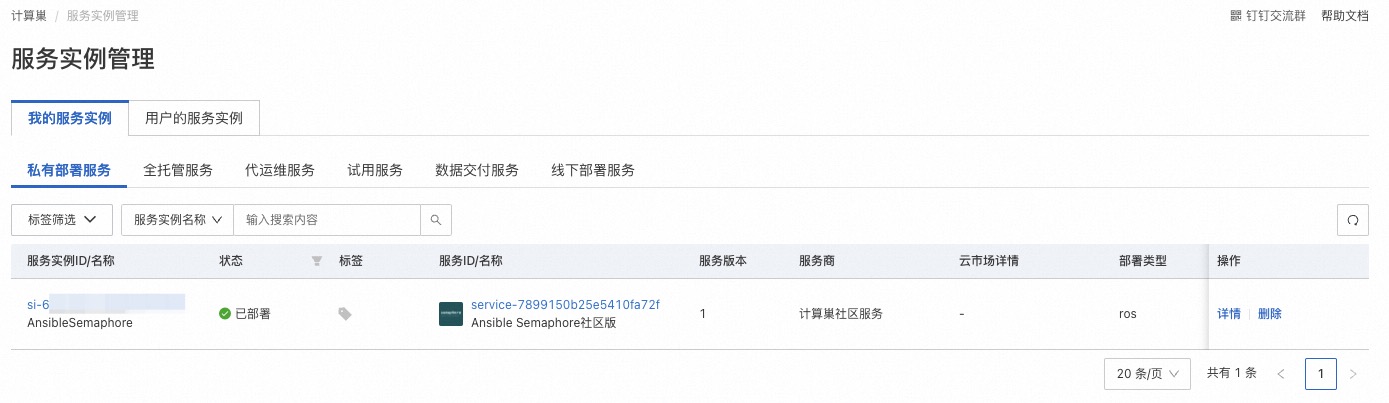 计算巢 / 服务实例管理 钉钉交流群 帮助文档
服务实例管理
我的服务实例 用户的服务实例
私有部署服务 全托管服务 代运维服务 试用服务 数据交付服务 线下部署服务
标签筛选 服务实例名称 输入搜索内容
服务实例ID/名称 状态 标签 服务ID/名称 服务版本 服务商 云市场详情 部署类型 操作
si-6 service-7899150b25e5410fa72f
已部署 1 计算巢社区服务 - ros 详情 删除
AnsibleSemaphore Ansible Semaphore社区版
20 条/页 共有 1 条 < 1 >